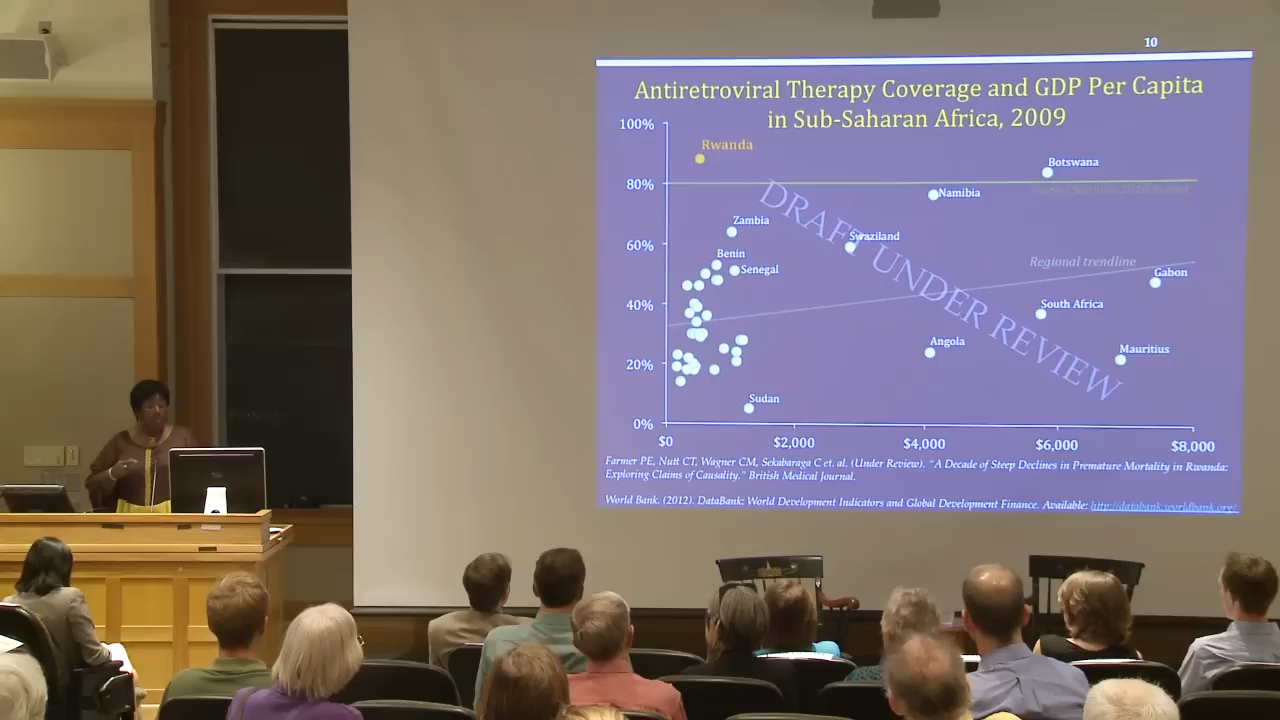 10
Antiretroviral Therapy Coverage and GDP Per Capita
in Sub-Saharan Africa, 2009
100%
Rwanda
Botswana
80%
Namibia
DRAFT UNDER REVIEW
Zambia
60%
Swaziland
Benin
Senegal
Regional trendline
Gabon
40%
South Africa
Angola
Mauritius
20%
Sudan
0%
$0
$2,000
$4,000
$6,000
$8,000
Farmer PE, Nutt CT, Wagner CM, Sekabaraga C et. al. (Under Review). "A Decade of Steep Declines in Premature Mortality in Rwanda:
Exploring Claims of Causality." British Medical Journal.
World Bank. (2012). DataBank: World Development Indicators and Global Development Finance. Available: http://databank.worldbank.org/